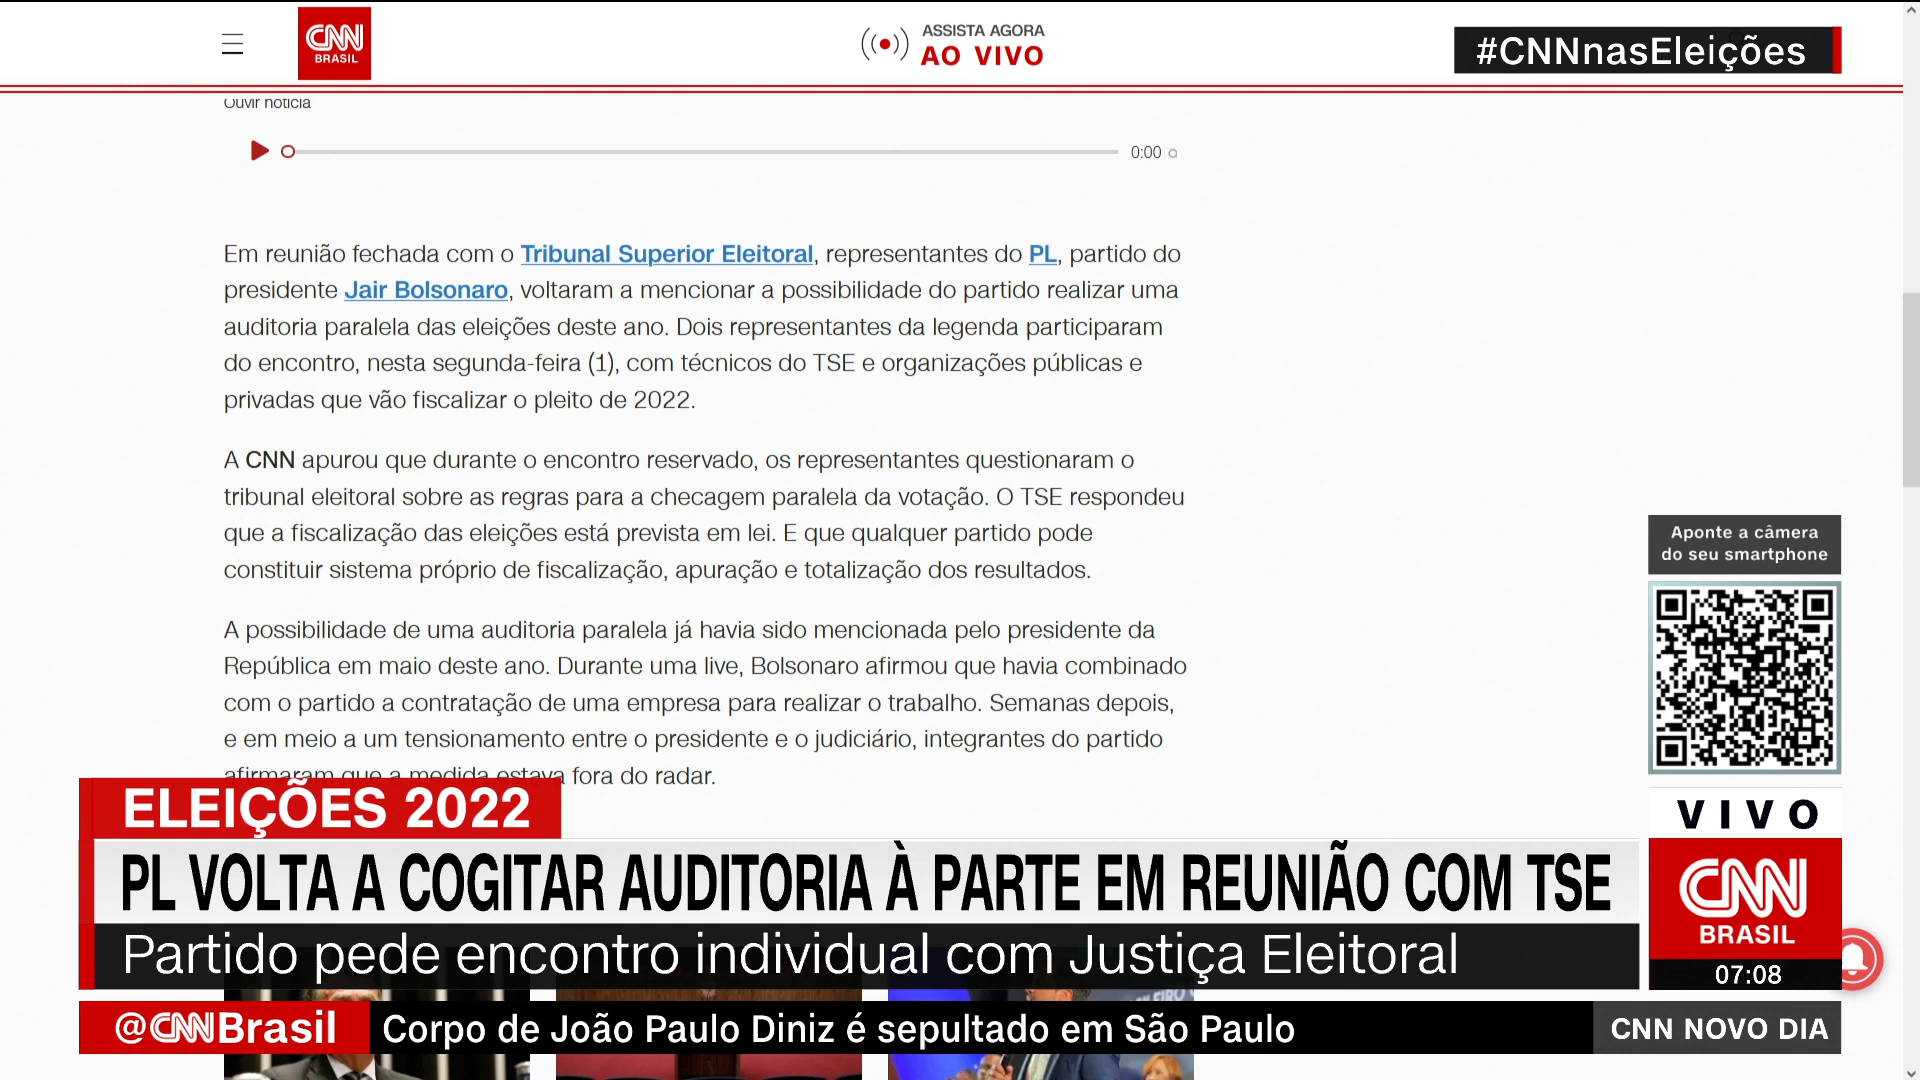 CNN
BRASIL
ASSISTA AGORA
AO VIVO
#CNNnasEleições
Ouvir notícia
0:00
Em reunião fechada com o Tribunal Superior Eleitoral, representantes do PL, partido do
presidente Jair Bolsonaro, voltaram a mencionar a possibilidade do partido realizar uma
auditoria paralela das eleições deste ano. Dois representantes da legenda participaram
do encontro, nesta segunda-feira (1), com técnicos do TSE e organizações públicas e
privadas que vão fiscalizar o pleito de 2022.
A CNN apurou que durante o encontro reservado, os representantes questionaram o
tribunal eleitoral sobre as regras para a checagem paralela da votação. O TSE respondeu
que a fiscalização das eleições está prevista em lei. E que qualquer partido pode
constituir sistema próprio de fiscalização, apuração e totalização dos resultados.
A possibilidade de uma auditoria paralela já havia sido mencionada pelo presidente da
República em maio deste ano. Durante uma live, Bolsonaro afirmou que havia combinado
com o partido a contratação de uma empresa para realizar o trabalho. Semanas depois,
e em meio a um tensionamento entre o presidente e o judiciário, integrantes do partido
afirmaram que a medida estava fora do radar.
Aponte a câmera
do seu smartphone
ELEIÇÕES 2022
PL VOLTA A COGITAR AUDITORIA À PARTE EM REUNIÃO COM TSE
Partido pede encontro individual com Justiça Eleitoral
VIVO
CNN
BRASIL
07:08
@CNNBrasil
Corpo de João Paulo Diniz é sepultado em São Paulo
CNN NOVO DIA